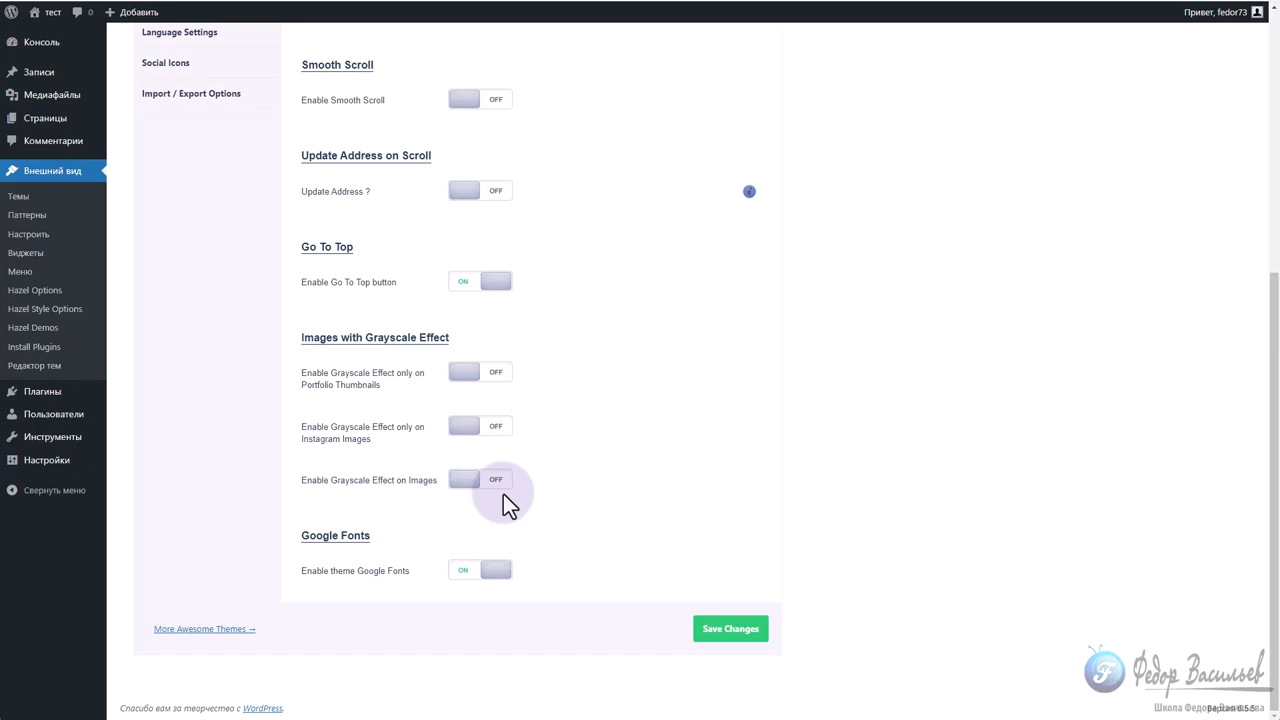 тест
0
Добавить
Привет, fedor73
Консоль
Записи
Медиафайлы
Страницы
Комментарии
Внешний вид
Темы
Паттерны
Настроить
Виджеты
Меню
Hazel Options
Hazel Style Options
Hazel Demos
Install Plugins
Редактор тем
Плагины
Пользователи
Инструменты
Настройки
Свернуть меню
Language Settings
Social Icons
Import / Export Options
Smooth Scroll
Enable Smooth Scroll
OFF
Update Address on Scroll
Update Address ?
OFF
Go To Top
Enable Go To Top button
ON
Images with Grayscale Effect
Enable Grayscale Effect only on
Portfolio Thumbnails
OFF
Enable Grayscale Effect only on
Instagram Images
OFF
Enable Grayscale Effect on Images
OFF
Google Fonts
Enable theme Google Fonts
ON
More Awesome Themes →
Save Changes
Федор Васильев
Школа Федора Васильева
Спасибо вам за творчество с WordPress.